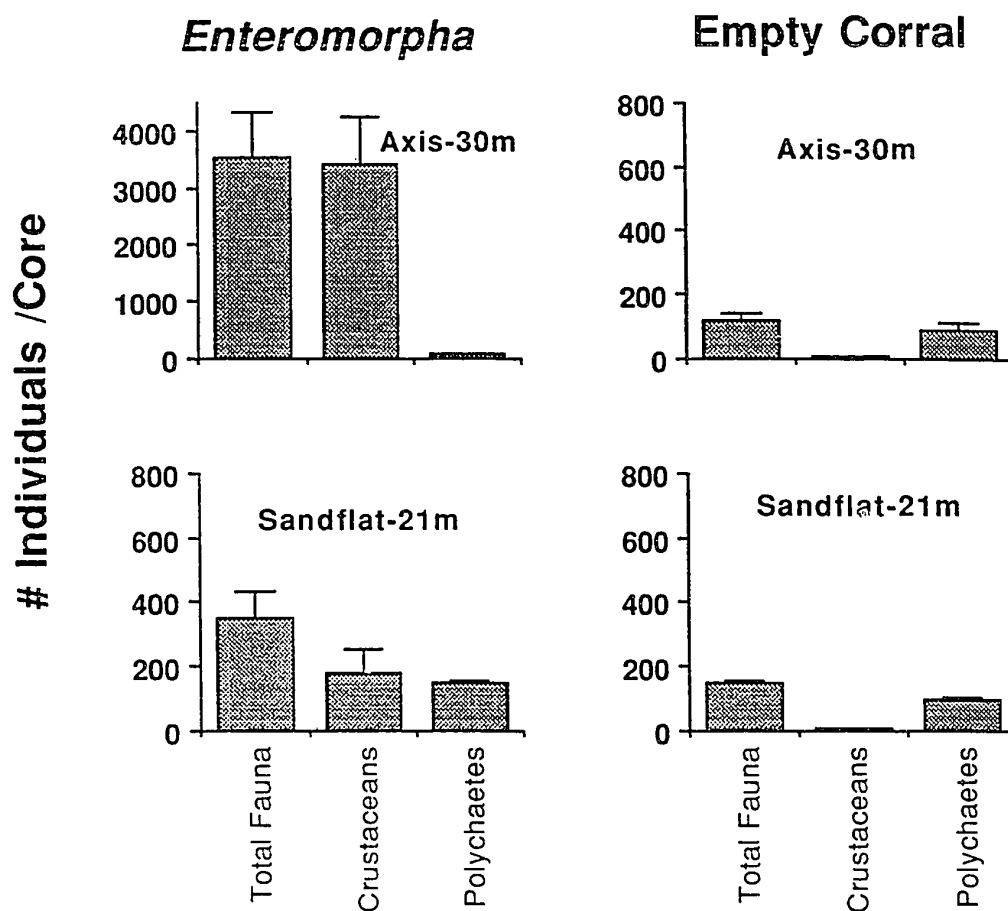 Enteromorpha
Empty Corral
# Individuals /Core
4000
3000
2000
1000
0
Axis-30m
800
600
400
200
0
Axis-30m
800
600
400
200
0
Sandflat-21m
Total Fauna
Crustaceans
Polychaetes
800
600
400
200
0
Sandflat-21m
Total Fauna
Crustaceans
Polychaetes